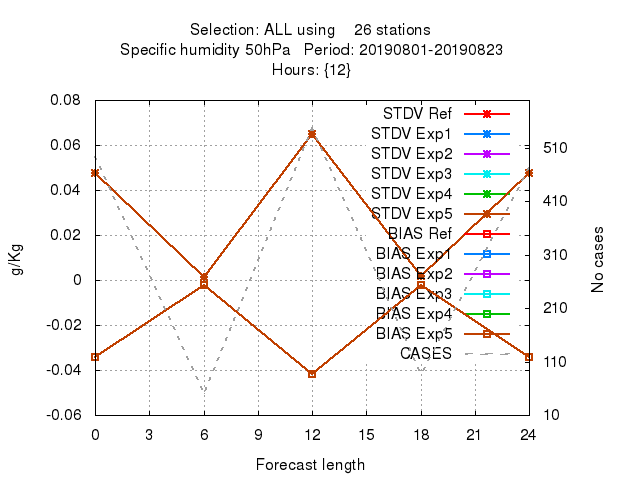 Selection: ALL using    26 stations
Specific humidity 50hPa   Period: 20190801-20190823
Hours: {12}
0.08
0.06
0.04
0.02
0
-0.02
-0.04
-0.06
g/Kg
STDV Ref
STDV Exp1
STDV Exp2
STDV Exp3
STDV Exp4
STDV Exp5
BIAS Ref
BIAS Exp1
BIAS Exp2
BIAS Exp3
BIAS Exp4
BIAS Exp5
CASES
510
410
310
210
110
10
No cases
0 3 6 9 12 15 18 21 24
Forecast length